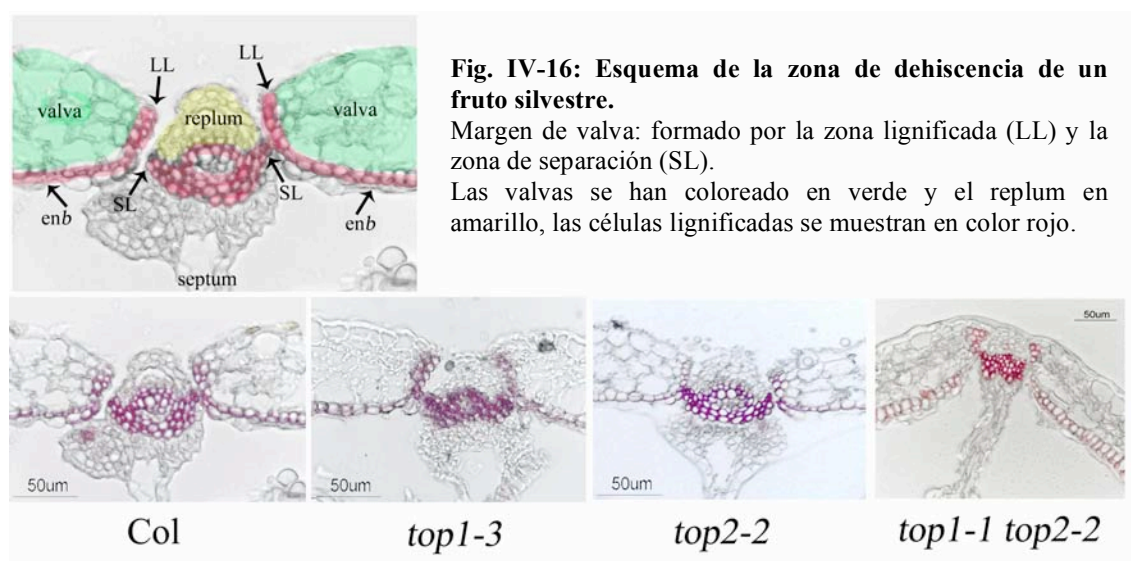 LL
LL
valva
replum
valva
SL
SL
enb
enb
septum
Fig. IV-16: Esquema de la zona de dehiscencia de un
fruto silvestre.
Margen de valva: formado por la zona lignificada (LL) y la
zona de separación (SL).
Las valvas se han coloreado en verde y el replum en
amarillo, las células lignificadas se muestran en color rojo.
50um
50um
50um
50um
Col
top1-3
top2-2
top1-1 top2-2